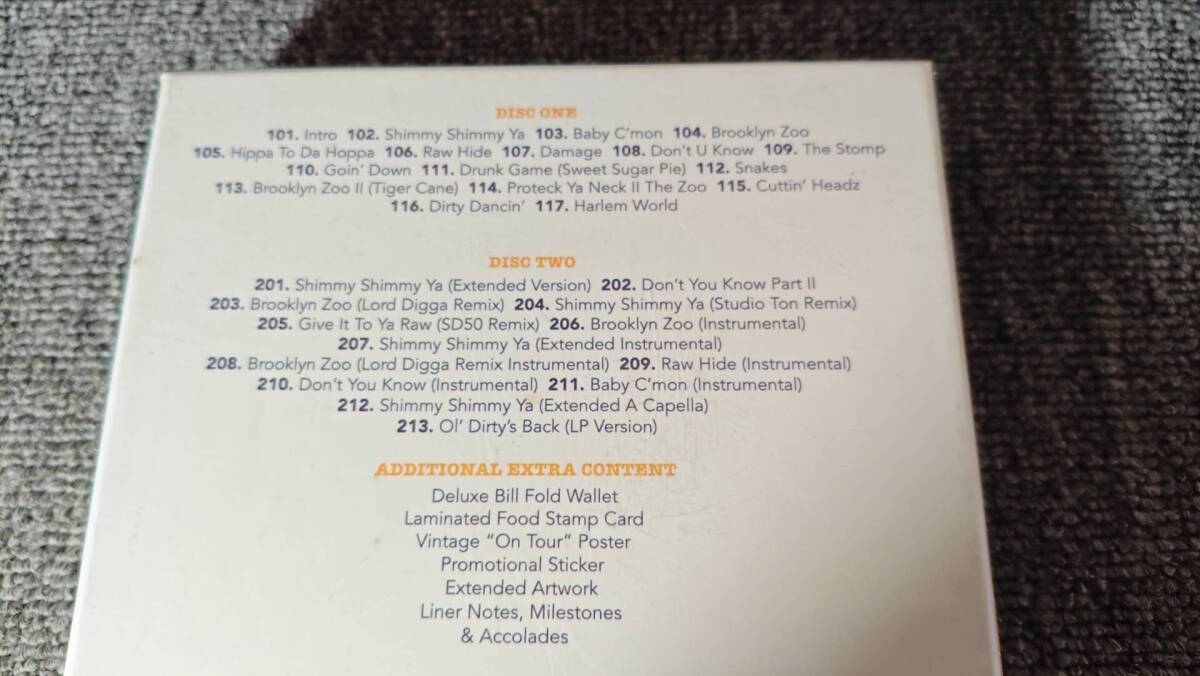 DISC ONE
101. Intro 102. Shimmy Shimmy Ya 103. Baby C'mon 104. Brooklyn Zoo
105. Hippa To Da Hoppa 106. Raw Hide 107. Damage 108. Don't U Know 109. The Stomp
110. Goin' Down 111. Drunk Game (Sweet Sugar Pie) 112. Snakes
113. Brooklyn Zoo II (Tiger Cane) 114. Proteck Ya Neck II The Zoo 115. Cuttin' Headz
116. Dirty Dancin' 117. Harlem World
DISC TWO
201. Shimmy Shimmy Ya (Extended Version) 202. Don't You Know Part II
203. Brooklyn Zoo (Lord Digga Remix) 204. Shimmy Shimmy Ya (Studio Ton Remix)
205. Give It To Ya Raw (SD50 Remix) 206. Brooklyn Zoo (Instrumental)
207. Shimmy Shimmy Ya (Extended Instrumental)
208. Brooklyn Zoo (Lord Digga Remix Instrumental) 209. Raw Hide (Instrumental)
210. Don't You Know (Instrumental) 211. Baby C'mon (Instrumental)
212. Shimmy Shimmy Ya (Extended A Capella)
213. Ol' Dirty's Back (LP Version)
ADDITIONAL EXTRA CONTENT
Deluxe Bill Fold Wallet
Laminated Food Stamp Card
Vintage "On Tour" Poster
Promotional Sticker
Extended Artwork
Liner Notes, Milestones
& Accolades